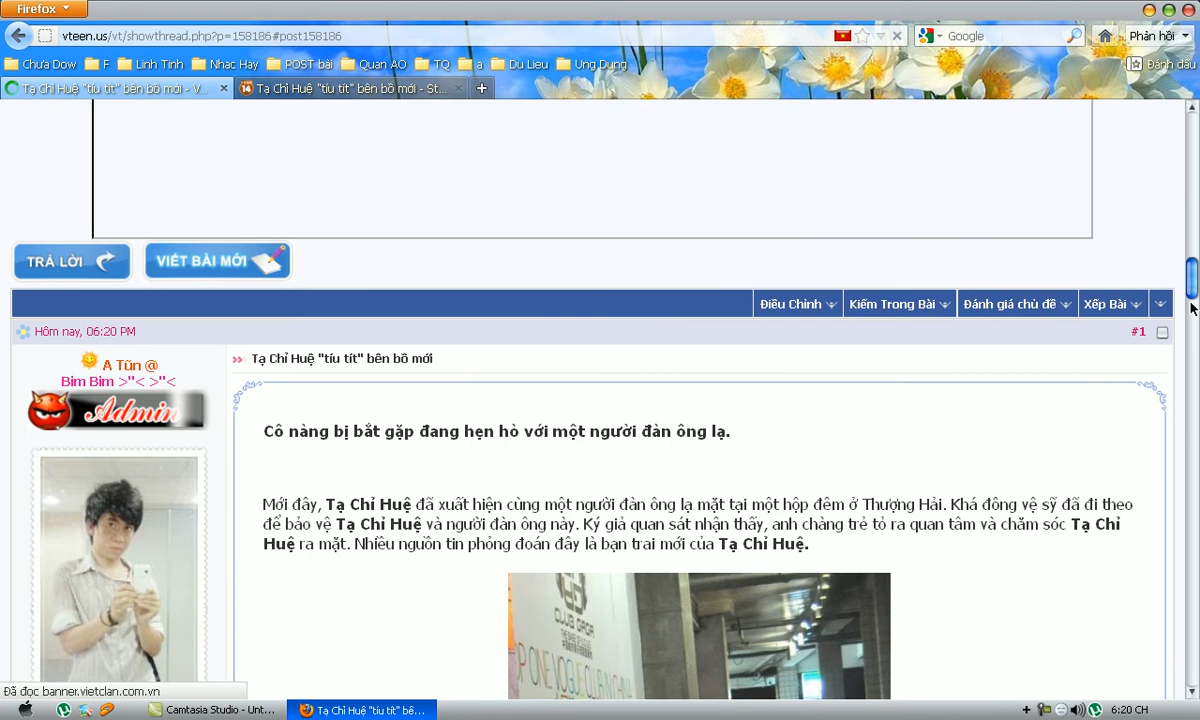 Firefox
vteen.us/vt/showthread.php?p=158186#post158186
Google
Phản hồi
Chưa Dow
F
Linh Tinh
Nhac Hay
POST bài
Quan AO
TQ
a
Du Lieu
Ung Dung
Đánh dấu
Tạ Chỉ Huệ "tíu tít" bên bồ mới - V...
Tạ Chỉ Huệ "tíu tít" bên bồ mới - St...
TRẢ LỜI
VIẾT BÀI MỚI
Điều Chỉnh
Kiếm Trong Bài
Đánh giá chủ đề
Xếp Bài
Hôm nay, 06:20 PM
#1
A Tũn @
Bim Bim >"< >"<
Admin
Tạ Chỉ Huệ "tíu tít" bên bồ mới
Cô nàng bị bắt gặp đang hẹn hò với một người đàn ông lạ.
Mới đây, Tạ Chỉ Huệ đã xuất hiện cùng một người đàn ông lạ mặt tại một hộp đêm ở Thượng Hải. Khá đông vệ sỹ đã đi theo
để bảo vệ Tạ Chỉ Huệ và người đàn ông này. Ký giả quan sát nhận thấy, anh chàng trẻ tỏ ra quan tâm và chăm sóc Tạ Chỉ
Huệ ra mặt. Nhiều nguồn tin phỏng đoán đây là bạn trai mới của Tạ Chỉ Huệ.
CLUB GAGA
Đã đọc banner.vietclan.com.vn
Camtasia Studio - Unt...
Tạ Chỉ Huệ "tíu tít" bê...
6:20 CH